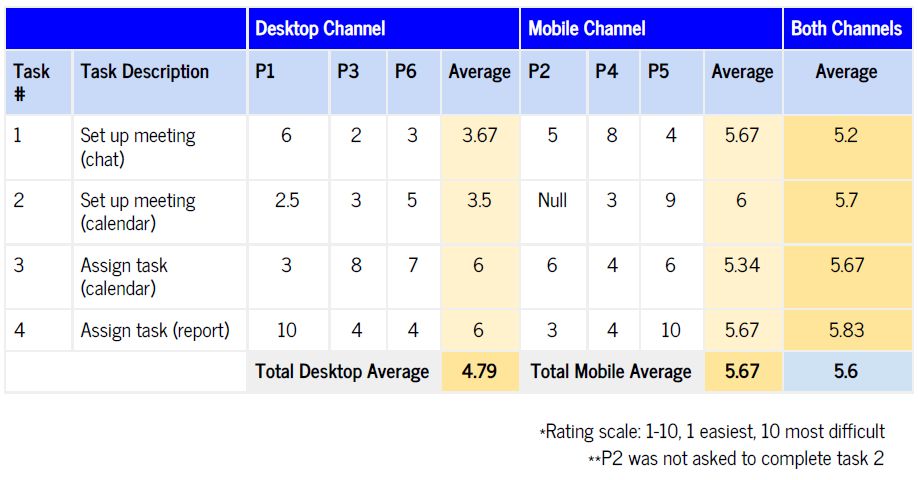 Desktop Channel Mobile Channel Both Channels
Task # Task Description P1 P3 P6 Average P2 P4 P5 Average Average
1 Set up meeting (chat) 6 2 3 3.67 5 8 4 5.67 5.2
2 Set up meeting (calendar) 2.5 3 5 3.5 Null 3 9 6 5.7
3 Assign task (calendar) 3 8 7 6 6 4 6 5.34 5.67
4 Assign task (report) 10 4 4 6 3 4 10 5.67 5.83
Total Desktop Average 4.79 Total Mobile Average 5.67 5.6
*Rating scale: 1-10, 1 easiest, 10 most difficult
**P2 was not asked to complete task 2